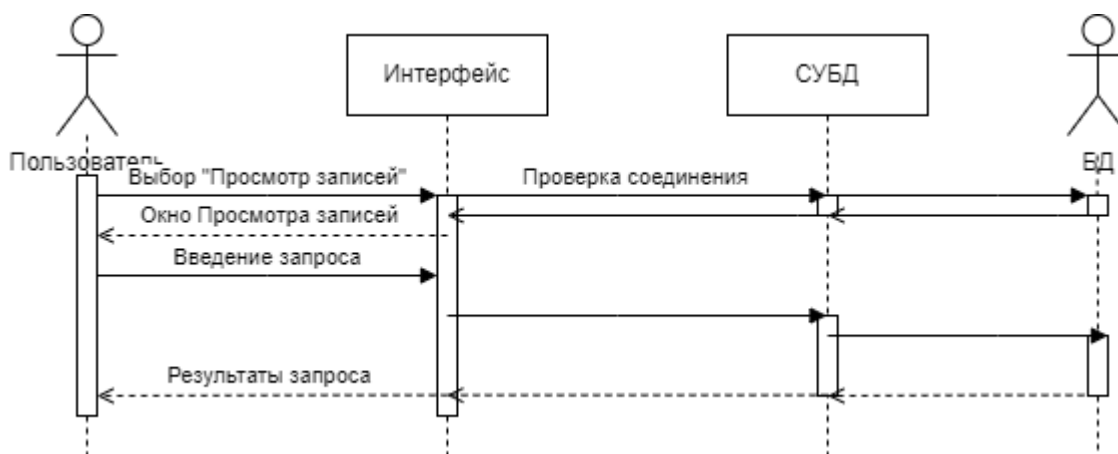 Интерфейс
СУБД
Пользователь
БД
Выбор "Просмотр записей"
Проверка соединения
Окно Просмотра записей
Введение запроса
Результаты запроса